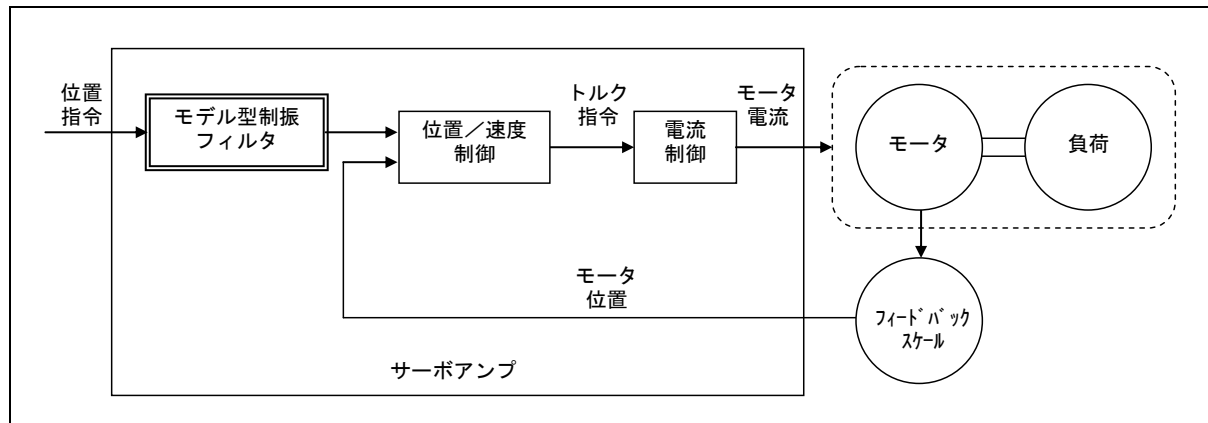 位置
指令
モデル型制振
フィルタ
位置／速度
制御
トルク
指令
電流
制御
モータ
電流
モータ
負荷
モータ
位置
ﾌｨｰﾄﾞﾊﾞｯｸ
ｽｹｰﾙ
サーボアンプ